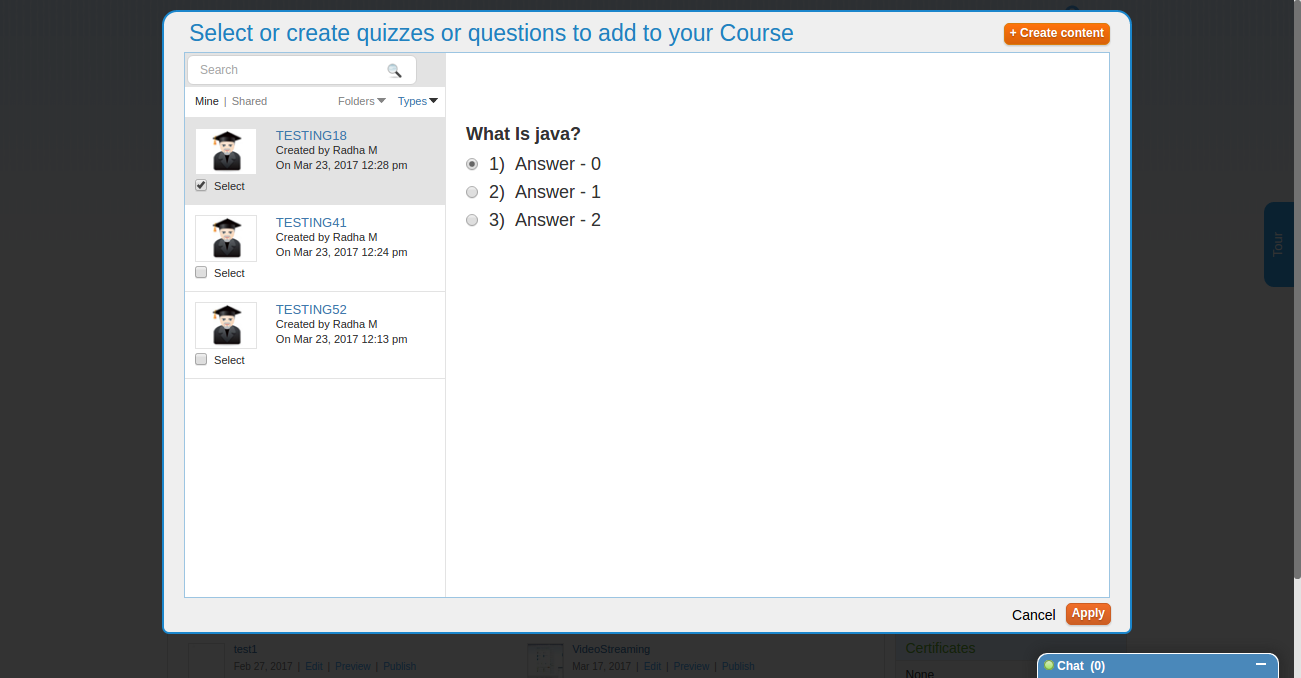 Select or create quizzes or questions to add to your Course
+ Create content
Search
Mine | Shared
Folders
Types
TESTING18
Created by Radha M
On Mar 23, 2017 12:28 pm
Select
TESTING41
Created by Radha M
On Mar 23, 2017 12:24 pm
Select
TESTING52
Created by Radha M
On Mar 23, 2017 12:13 pm
Select
What Is java?
1) Answer - 0
2) Answer - 1
3) Answer - 2
Tour
Cancel
Apply
test1
Feb 27, 2017 | Edit | Preview | Publish
VideoStreaming
Mar 17, 2017 | Edit | Preview | Publish
Certificates
None
Chat (0)